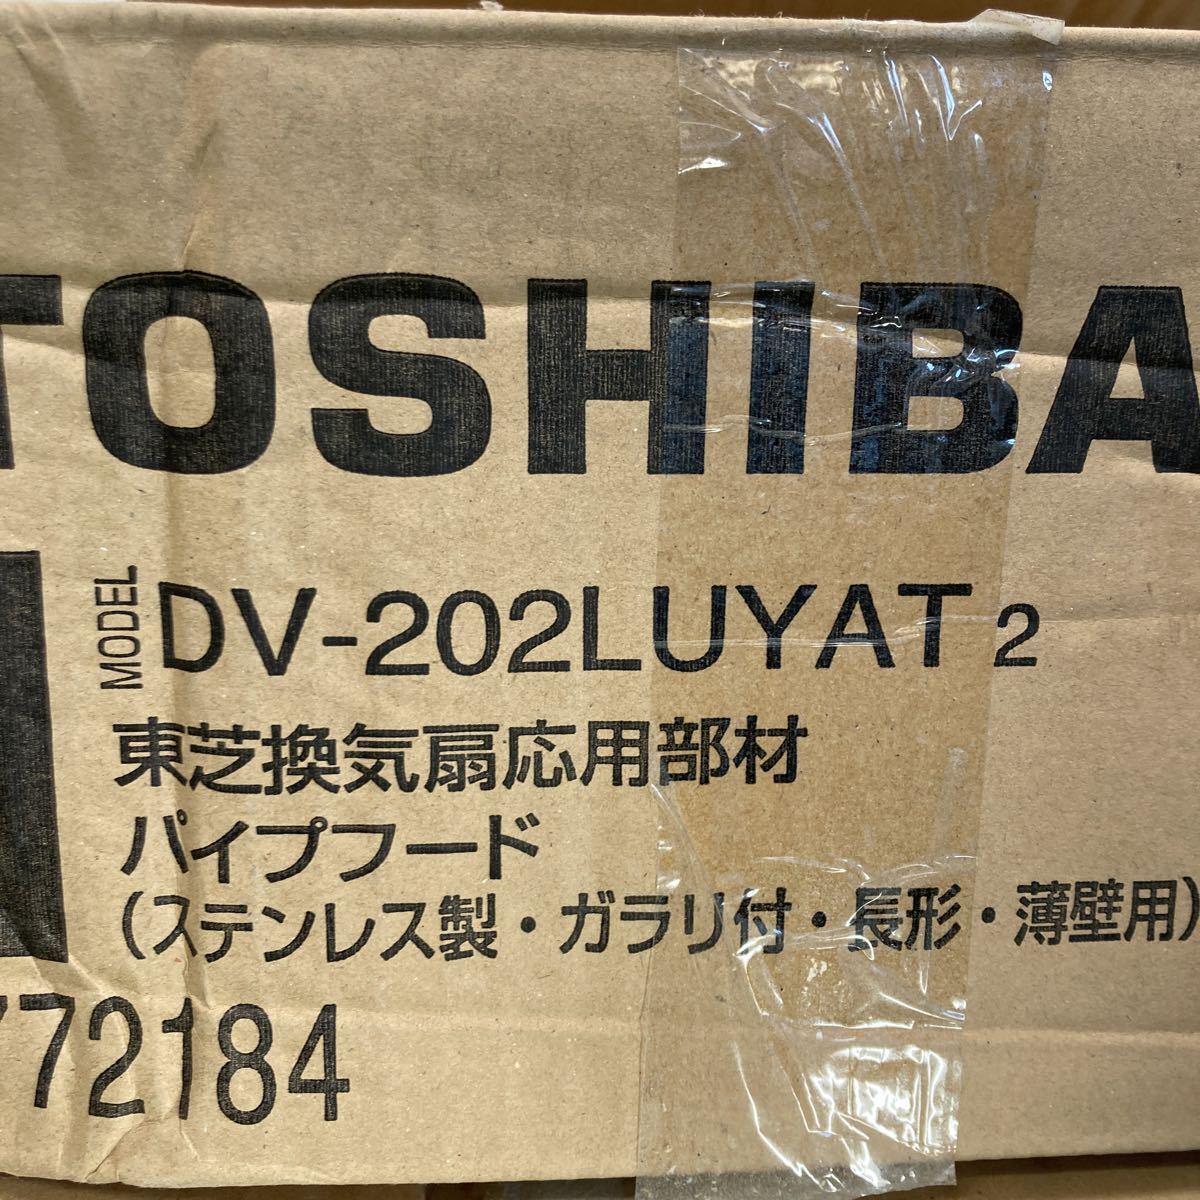 TOSHIBA
MODEL DV-202LUYAT2
東芝換気扇応用部材
パイプフード
(ステンレス製・ガラリ付・長形・薄壁用)
772184